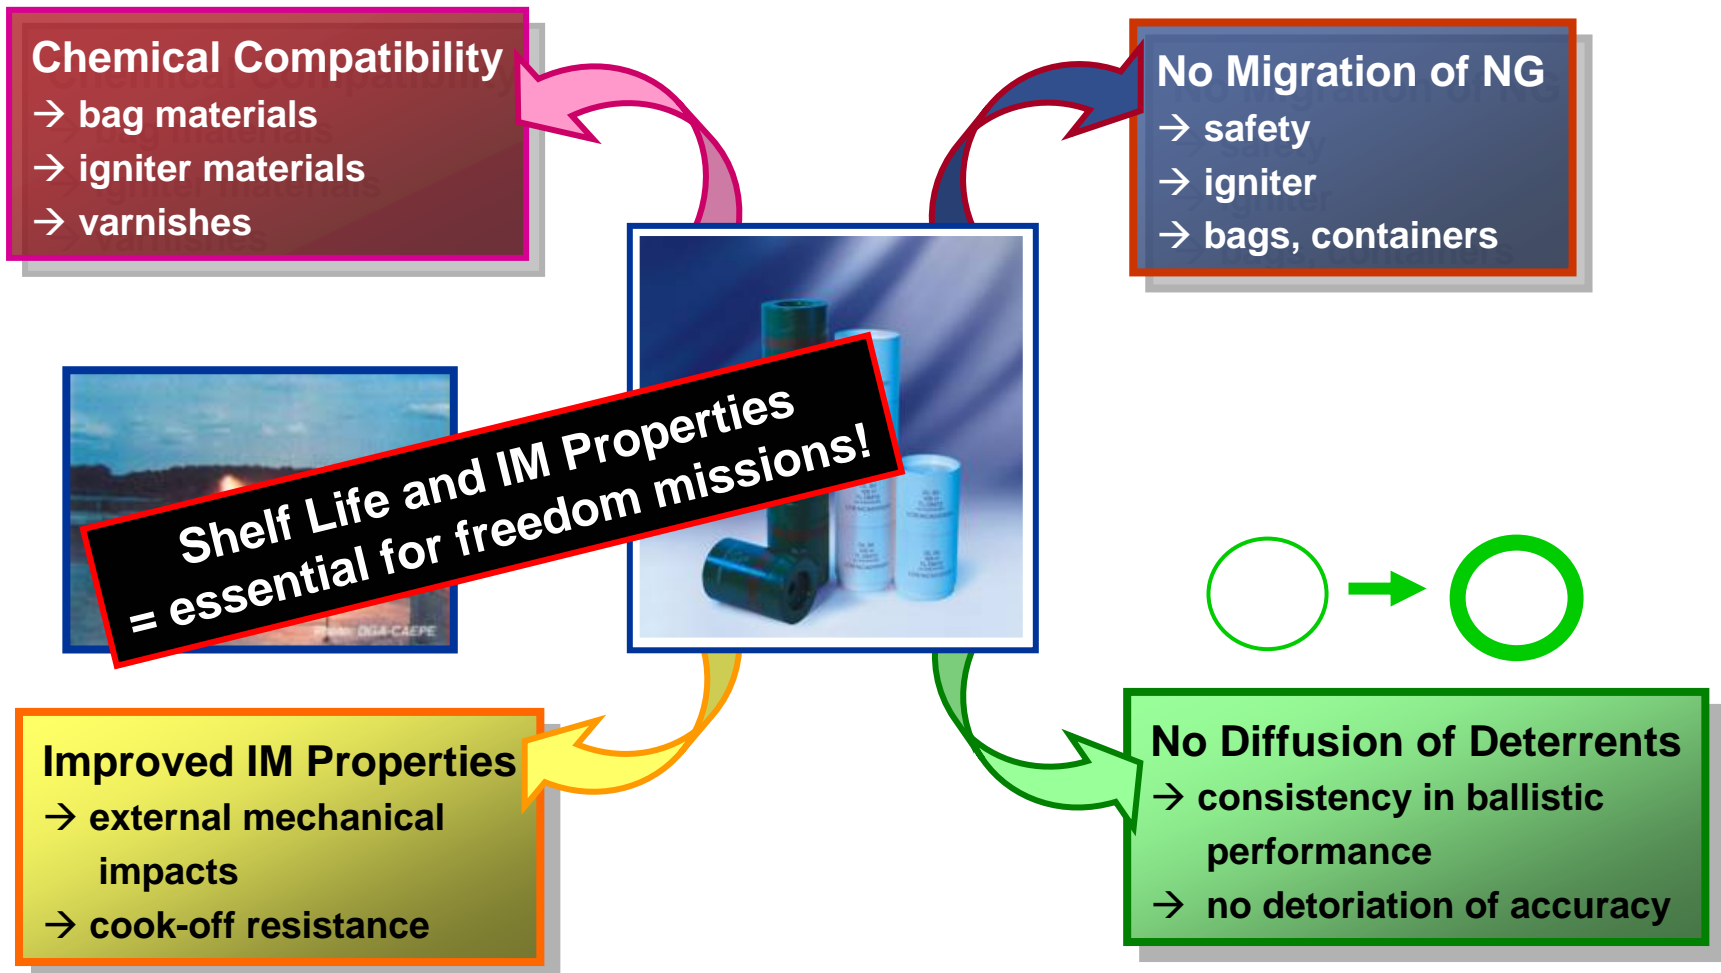 Chemical Compatibility
→ bag materials
→ igniter materials
→ varnishes
No Migration of NG
→ safety
→ igniter
→ bags, containers
Shelf Life and IM Properties
= essential for freedom missions!
DGA-CAEPE
Improved IM Properties
→ external mechanical
impacts
→ cook-off resistance
No Diffusion of Deterrents
→ consistency in ballistic
performance
→ no detoriation of accuracy